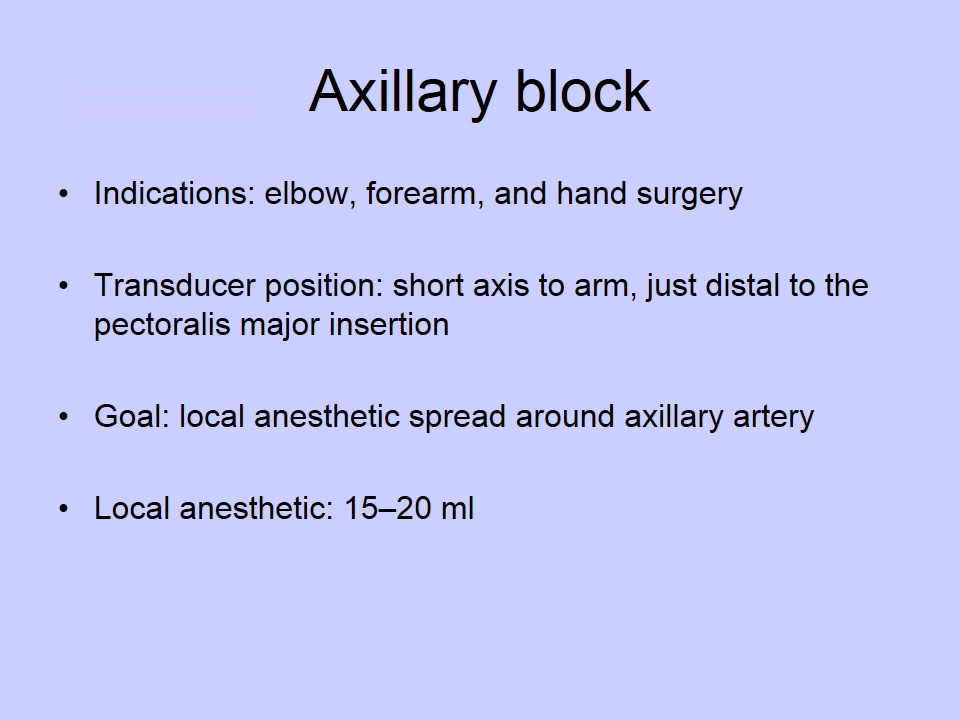 Axillary block
• Indications: elbow, forearm, and hand surgery
• Transducer position: short axis to arm, just distal to the
pectoralis major insertion
• Goal: local anesthetic spread around axillary artery
• Local anesthetic: 15–20 ml